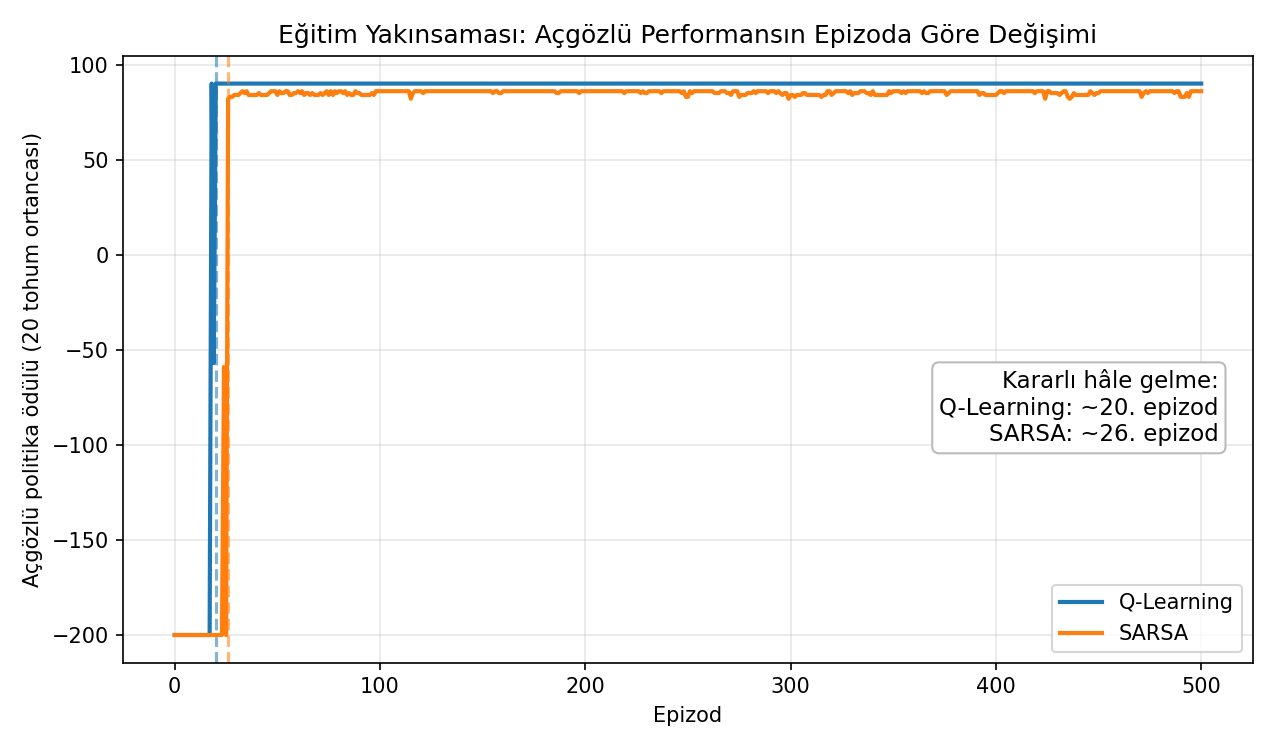 Eğitim Yakınsaması: Açgözlü Performansın Epizoda Göre Değişimi
Açgözlü politika ödülü (20 tohum ortancası)
100
50
0
−50
−100
−150
−200
Kararlı hâle gelme:
Q-Learning: ~20. epizod
SARSA: ~26. epizod
Q-Learning
SARSA
0
100
200
300
400
500
Epizod